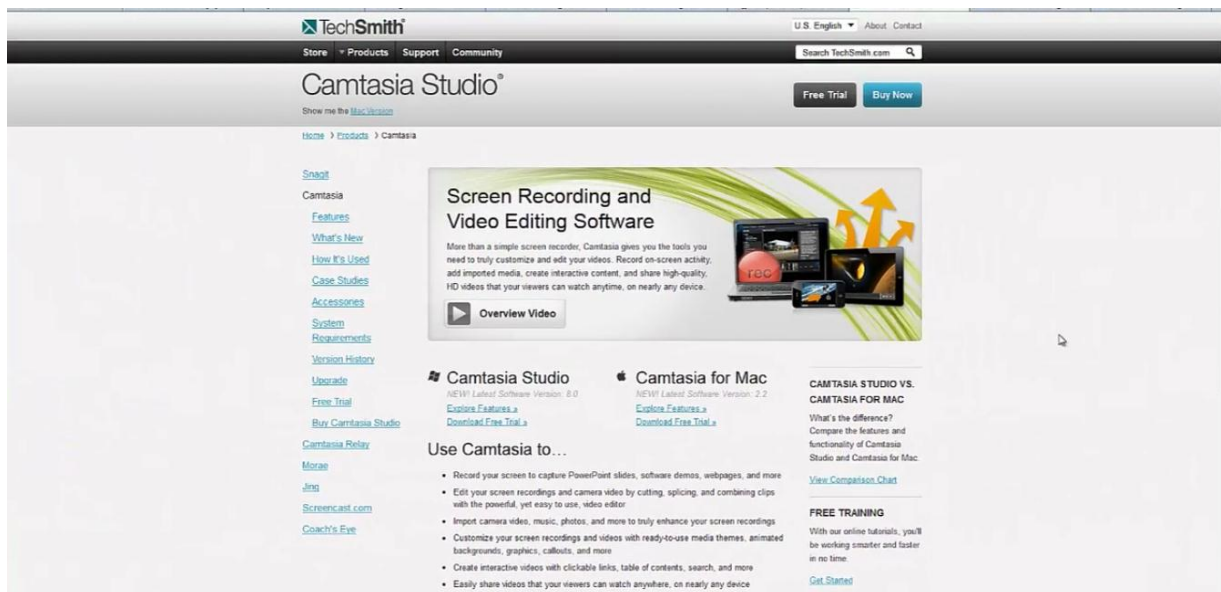 TechSmith
U.S. English About Contact
Store Products Support Community
Search TechSmith.com
Camtasia Studio®
Free Trial Buy Now
Show me the Mac Version
Home > Products > Camtasia
Snagit
Camtasia
Features
What's New
How It's Used
Case Studies
Accessories
System
Requirements
Version History
Upgrade
Free Trial
Buy Camtasia Studio
Camtasia Relay
Morae
Jing
Screencast.com
Coach's Eye
Screen Recording and
Video Editing Software
More than a simple screen recorder, Camtasia gives you the tools you
need to truly customize and edit your videos. Record on-screen activity,
add imported media, create interactive content, and share high-quality,
HD videos that your viewers can watch anytime, on nearly any device.
Overview Video
rec
Camtasia Studio
NEW! Latest Software Version: 8.0
Explore Features »
Download Free Trial »
Camtasia for Mac
NEW! Latest Software Version: 2.2
Explore Features »
Download Free Trial »
Use Camtasia to…
• Record your screen to capture PowerPoint slides, software demos, webpages, and more
• Edit your screen recordings and camera video by cutting, splicing, and combining clips
with the powerful, yet easy to use, video editor
• Import camera video, music, photos, and more to truly enhance your screen recordings
• Customize your screen recordings and videos with ready-to-use media themes, animated
backgrounds, graphics, callouts, and more
• Create interactive videos with clickable links, table of contents, search, and more
• Easily share videos that your viewers can watch anywhere, on nearly any device
CAMTASIA STUDIO VS.
CAMTASIA FOR MAC
What's the difference?
Compare the features and
functionality of Camtasia
Studio and Camtasia for Mac.
View Comparison Chart
FREE TRAINING
With our online tutorials, you'll
be working smarter and faster
in no time.
Get Started